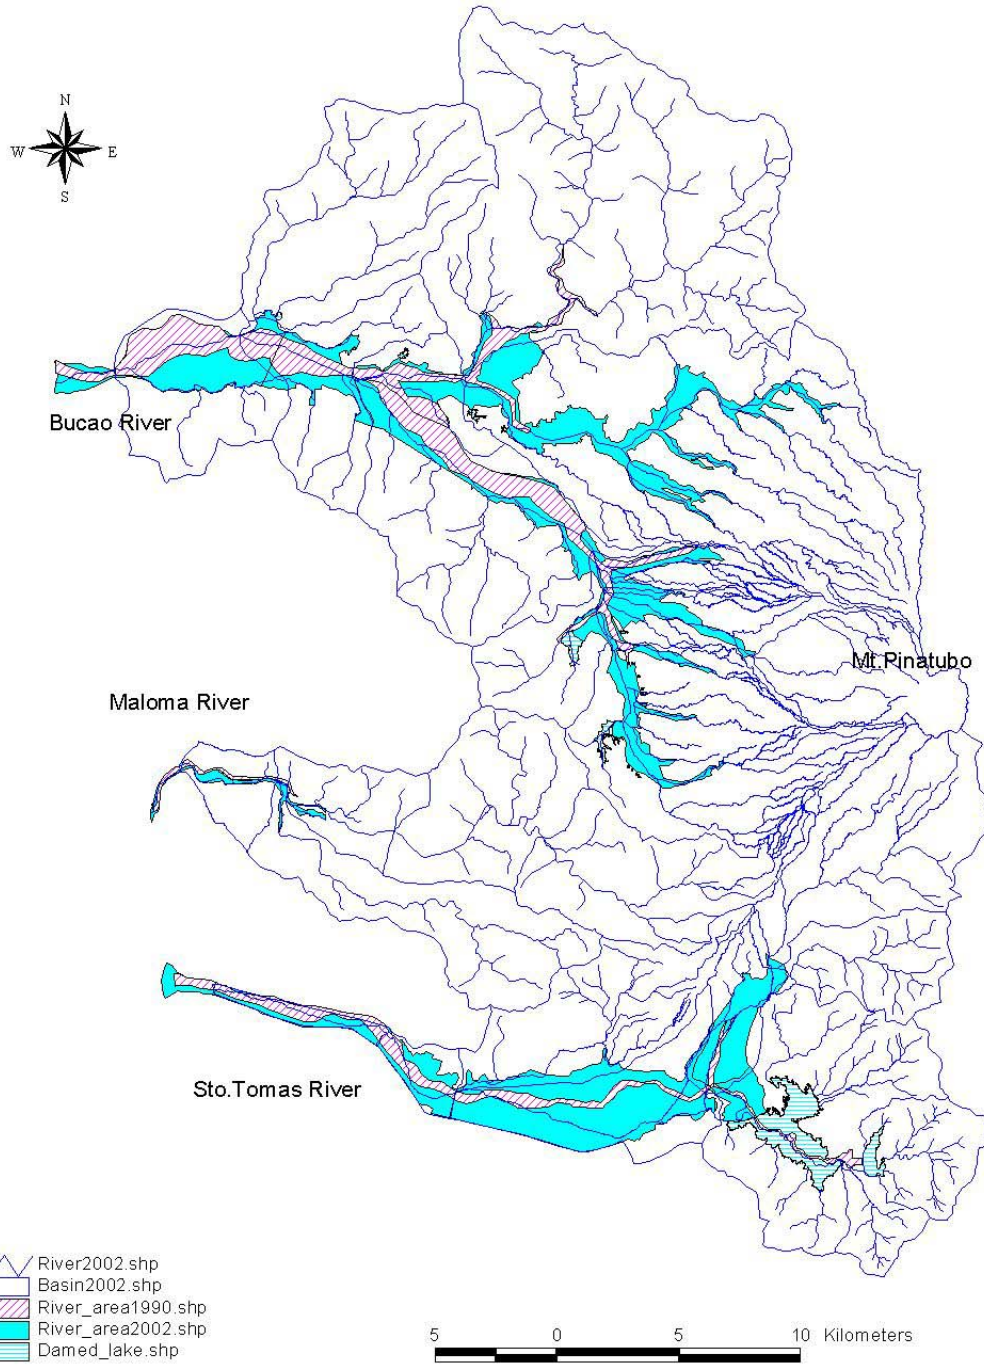 N
W E
S
Bucao River
Mt.Pinatubo
Maloma River
Sto.Tomas River
River2002.shp
Basin2002.shp
River_area1990.shp
River_area2002.shp
Damed_lake.shp
5 0 5 10 Kilometers